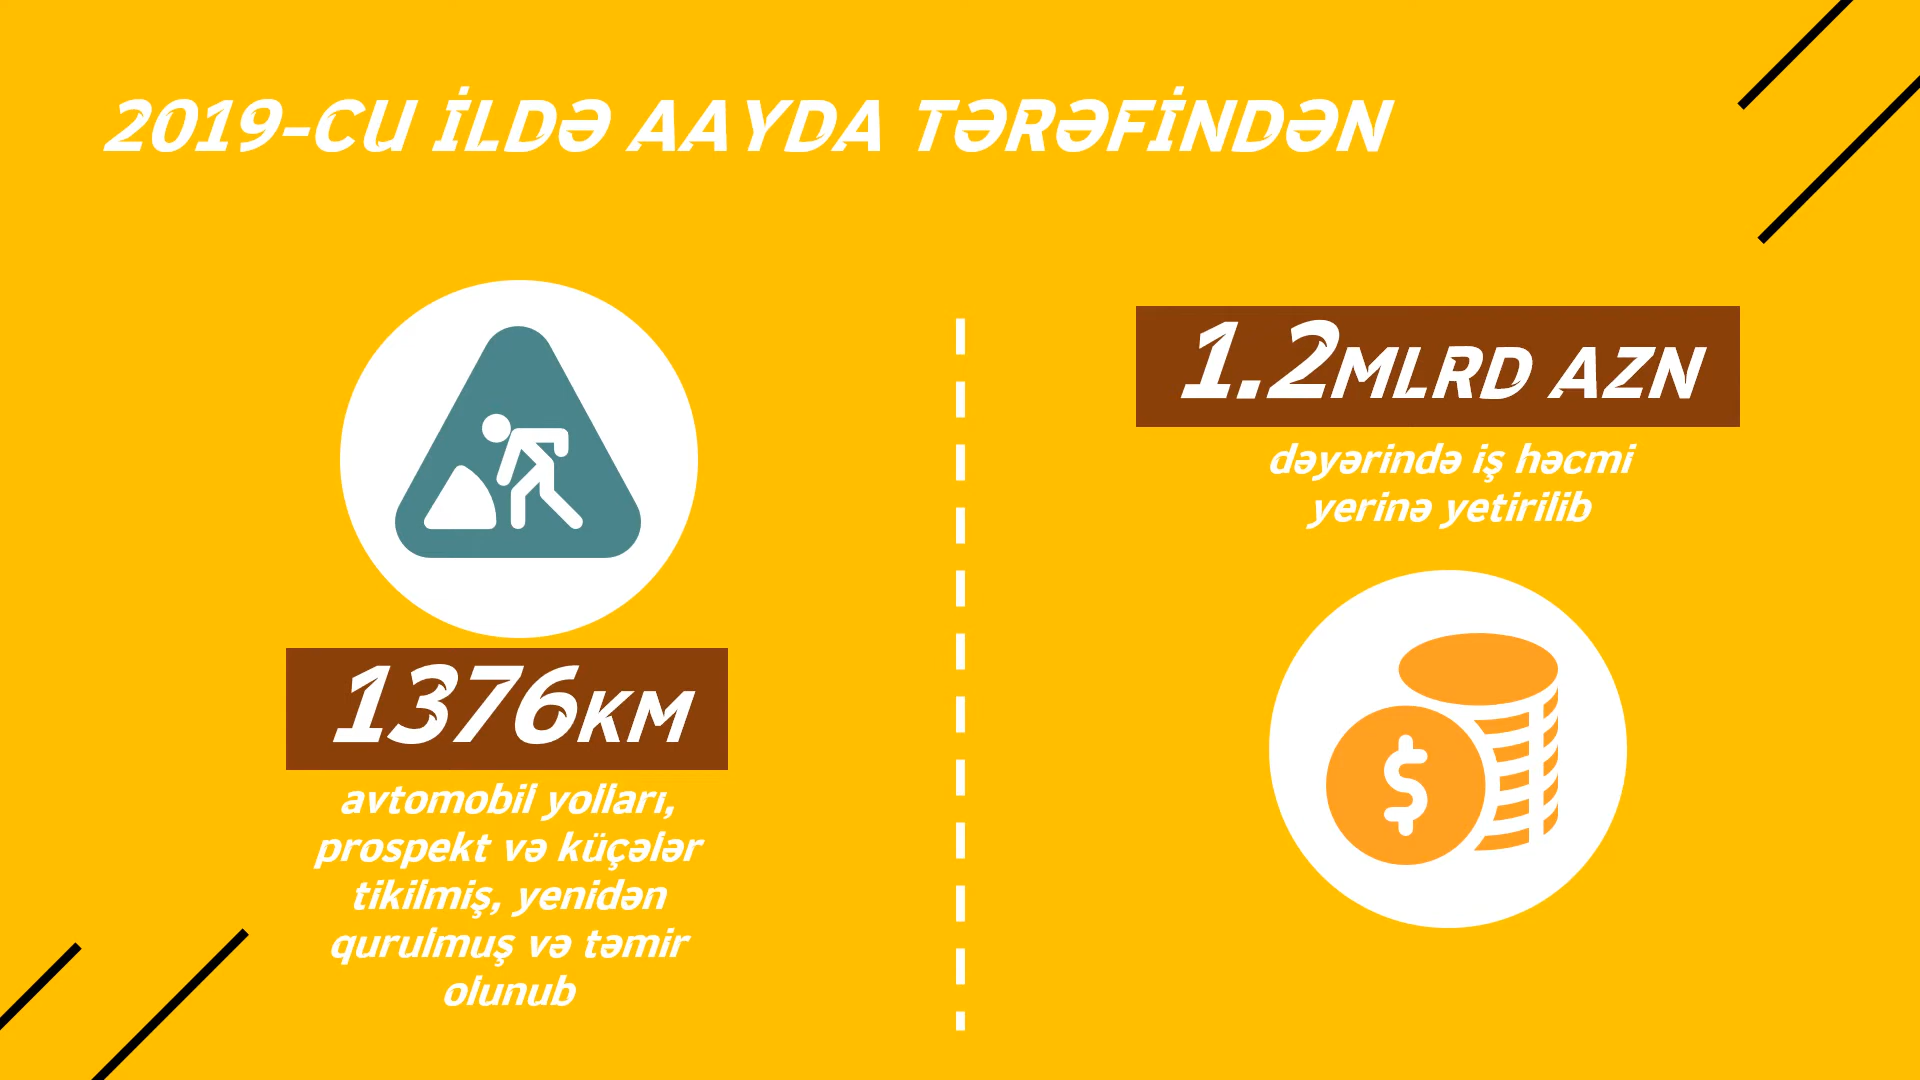 2019-CU İLDƏ AAYDA TƏRƏFİNDƏN
1376KM
avtomobil yolları,
prospekt və küçələr
tikilmiş, yenidən
qurulmuş və təmir
olunub
1.2MLRD AZN
dəyərində iş həcmi
yerinə yetirilib
$